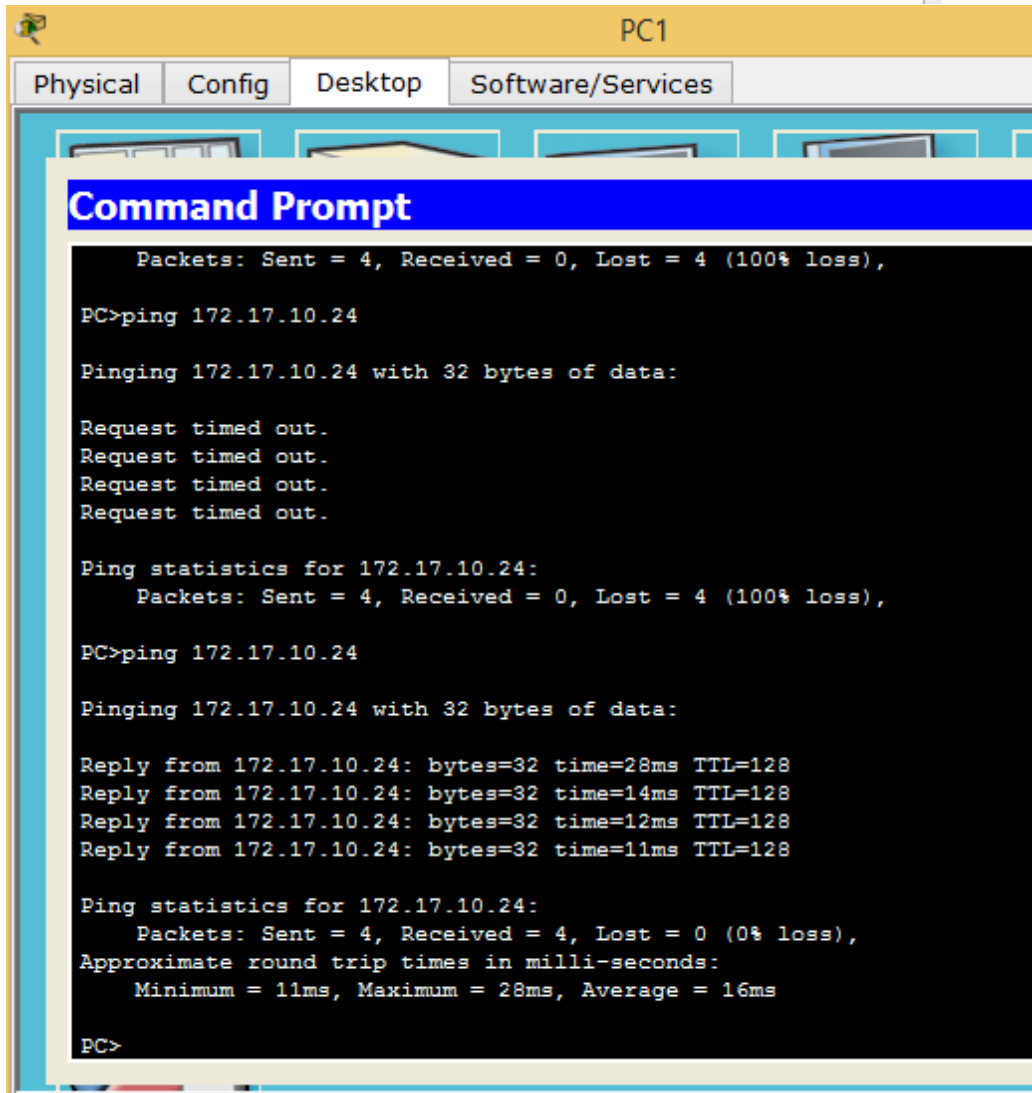 PC1
Physical Config Desktop Software/Services
Command Prompt
Packets: Sent = 4, Received = 0, Lost = 4 (100% loss),
PC>ping 172.17.10.24
Pinging 172.17.10.24 with 32 bytes of data:
Request timed out.
Request timed out.
Request timed out.
Request timed out.
Ping statistics for 172.17.10.24:
Packets: Sent = 4, Received = 0, Lost = 4 (100% loss),
PC>ping 172.17.10.24
Pinging 172.17.10.24 with 32 bytes of data:
Reply from 172.17.10.24: bytes=32 time=28ms TTL=128
Reply from 172.17.10.24: bytes=32 time=14ms TTL=128
Reply from 172.17.10.24: bytes=32 time=12ms TTL=128
Reply from 172.17.10.24: bytes=32 time=11ms TTL=128
Ping statistics for 172.17.10.24:
Packets: Sent = 4, Received = 4, Lost = 0 (0% loss),
Approximate round trip times in milli-seconds:
Minimum = 11ms, Maximum = 28ms, Average = 16ms
PC>